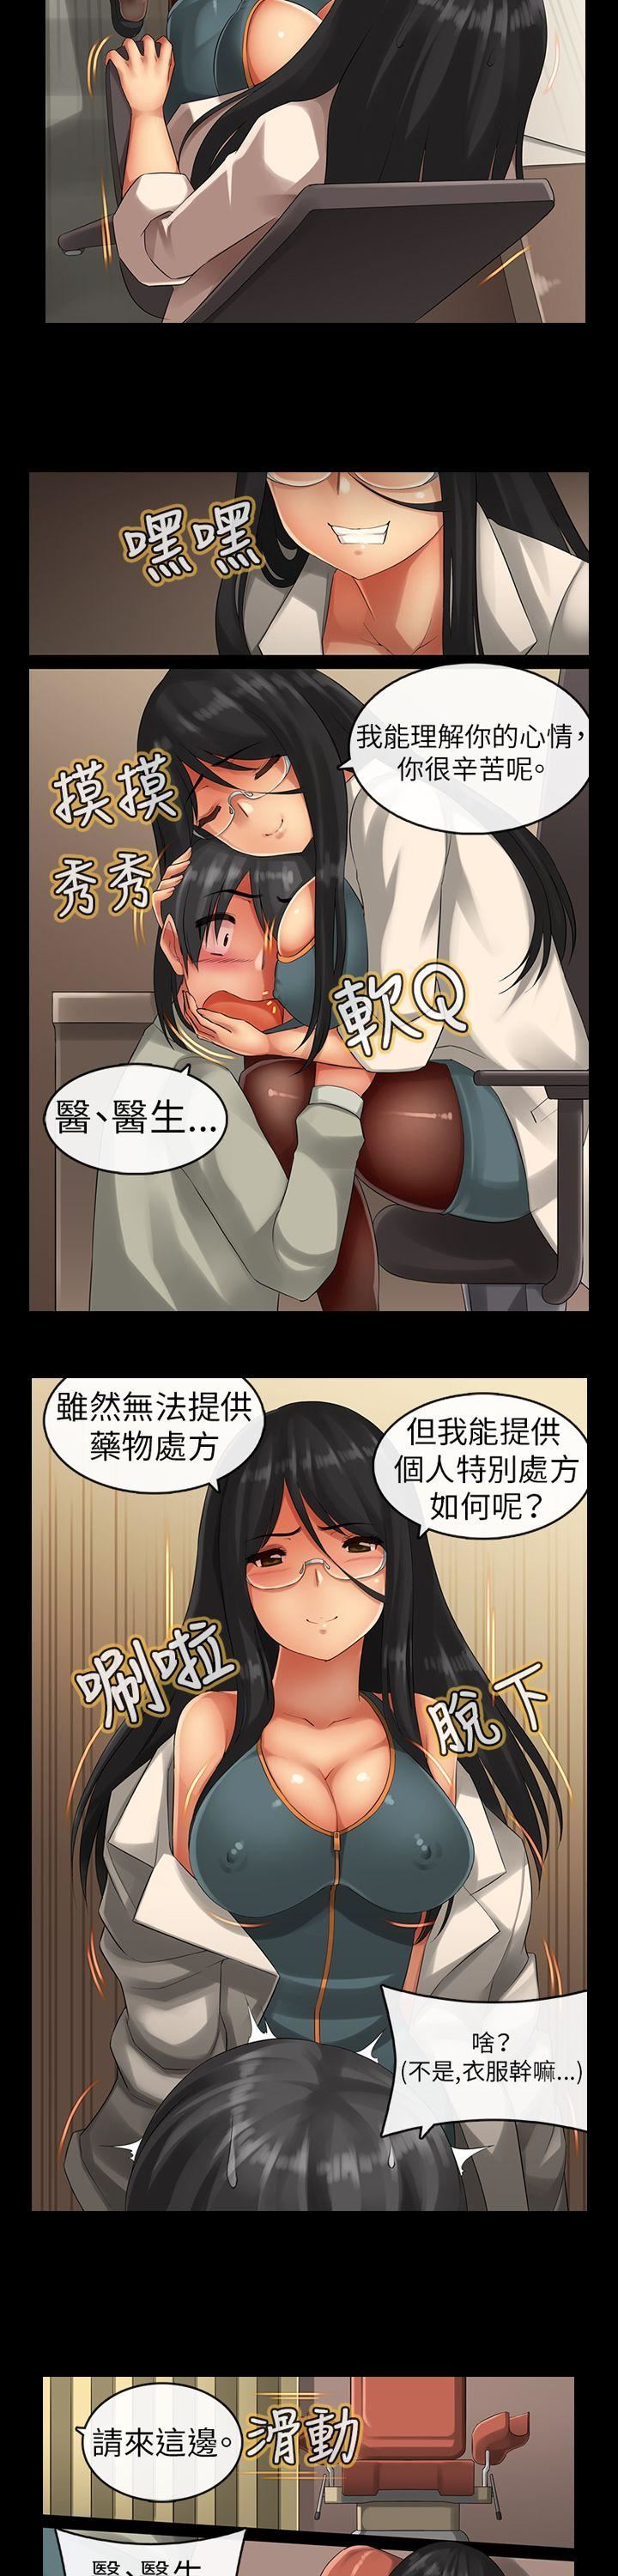 嘿嘿
我能理解你的心情,
你很辛苦呢。
摸摸
秀秀
軟Q
醫、醫生...
雖然無法提供
藥物處方
但我能提供
個人特別處方
如何呢?
唰啦
脫下
啥?
(不是,衣服幹嘛...)
請來這邊。
滑動
醫、醫生